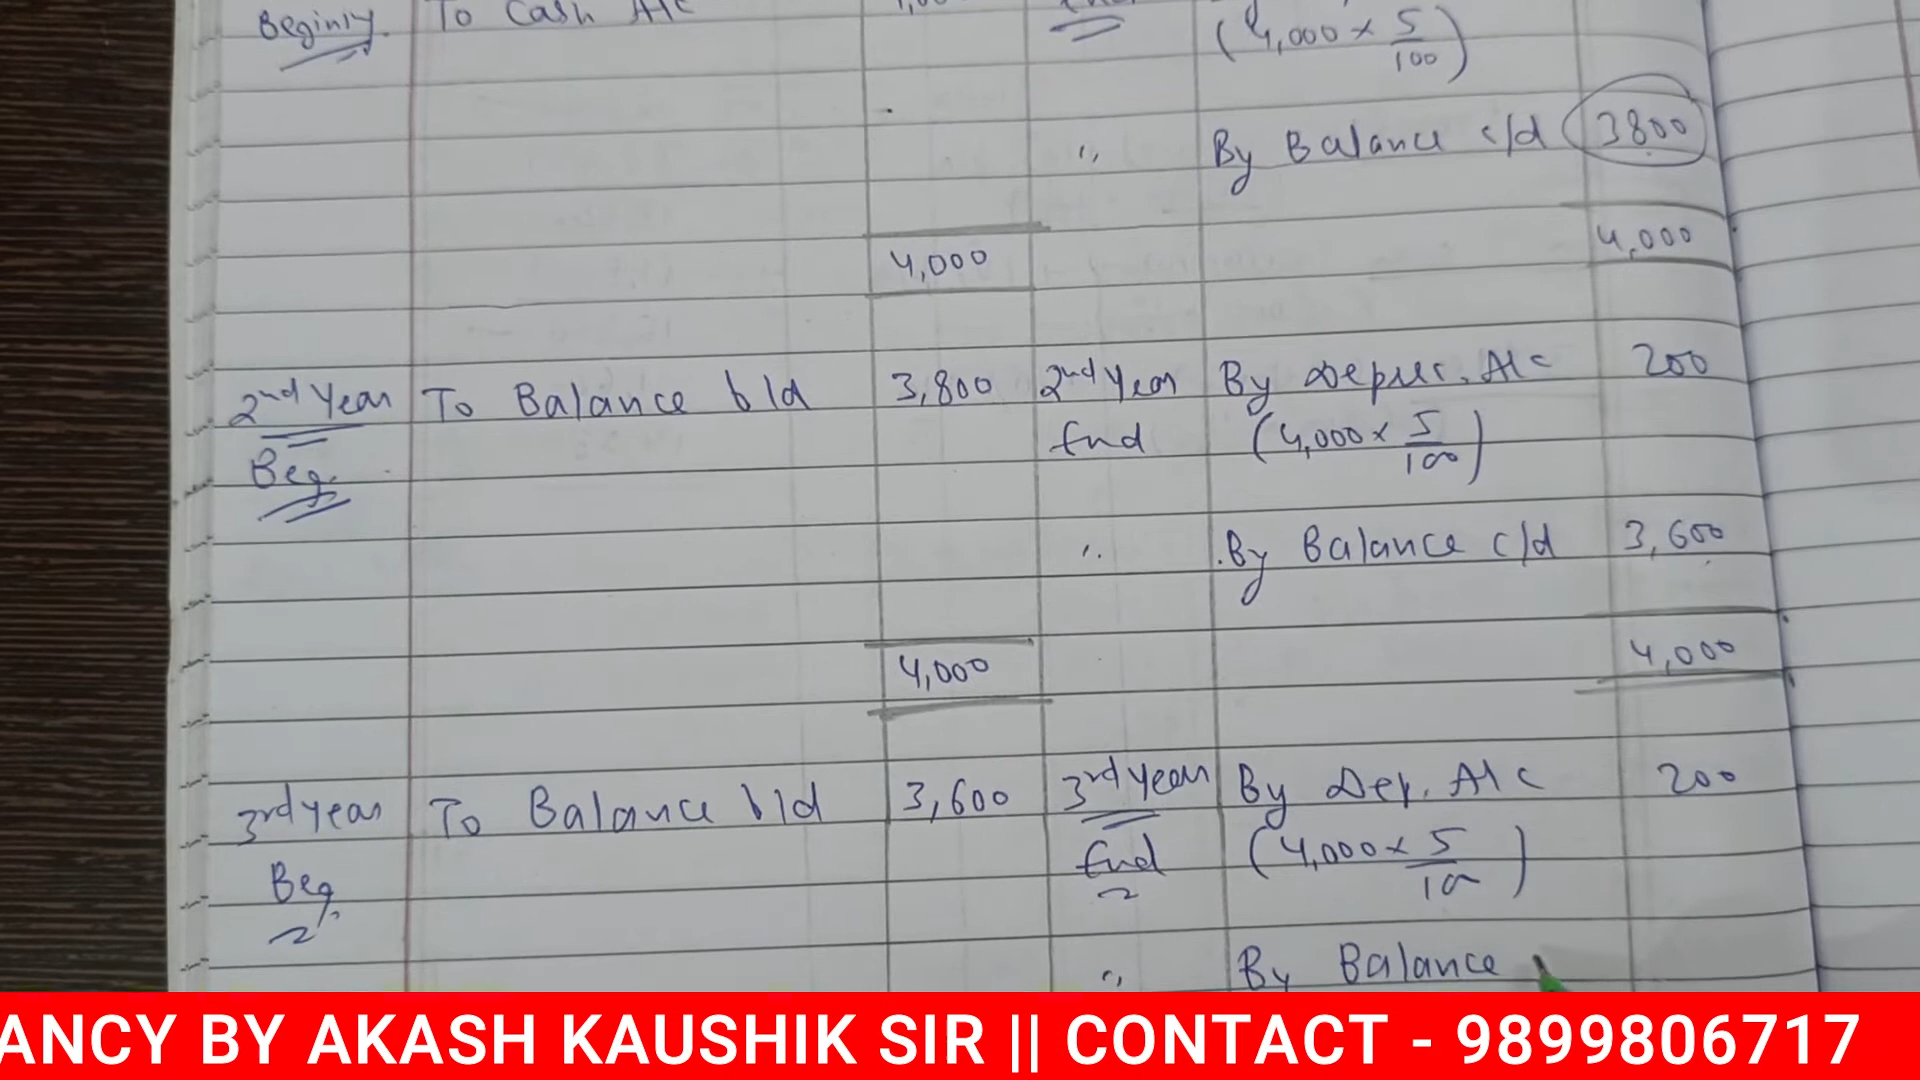 Beginly. To Cash A/c
(4,000 × 5/100)
" By Balance c/d 3800
4,000 4,000
2nd Year To Balance b/d 3,800 2nd Year By Deprec. A/c 200
Beg. End (4,000 × 5/100)
" By Balance c/d 3,600
4,000 4,000
3rd year To Balance b/d 3,600 3rd year By Dep. A/c 200
Beg. End (4,000 × 5/100)
" By Balance
ANCY BY AKASH KAUSHIK SIR || CONTACT - 9899806717